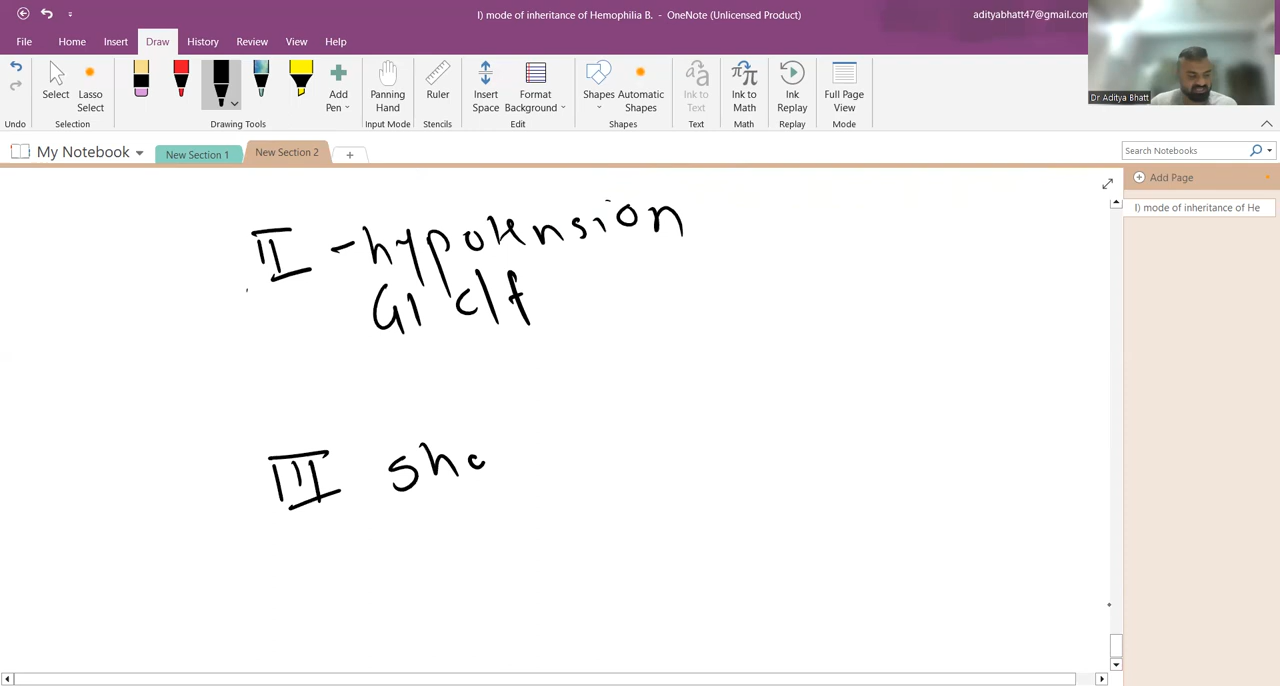 I) mode of inheritance of Hemophilia B. - OneNote (Unlicensed Product)
adityabhatt47@gmail.com
File Home Insert Draw History Review View Help
Select
Lasso Select
Add Pen
Panning Hand
Ruler
Insert Space
Format Background
Shapes
Automatic Shapes
Ink to Text
Ink to Math
Ink Replay
Full Page View
Undo Selection Drawing Tools Input Mode Stencils Edit Shapes Text Math Replay Mode
Dr Aditya Bhatt
My Notebook New Section 1 New Section 2
Search Notebooks
Add Page
I) mode of inheritance of He
II - hypotension
GI c/f
III sho